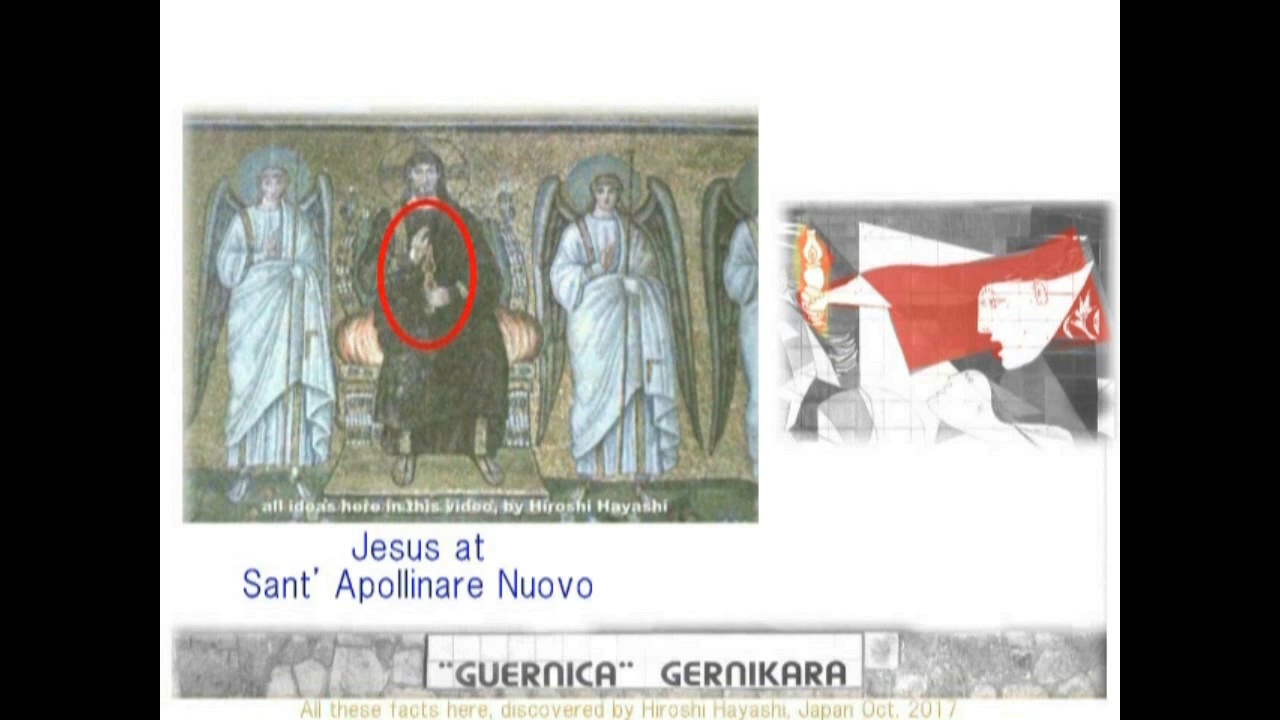 all ideas here in this video, by Hiroshi Hayashi
Jesus at
Sant' Apollinare Nuovo
"GUERNICA" GERNIKARA
All these facts here, discovered by Hiroshi Hayashi, Japan Oct. 2017